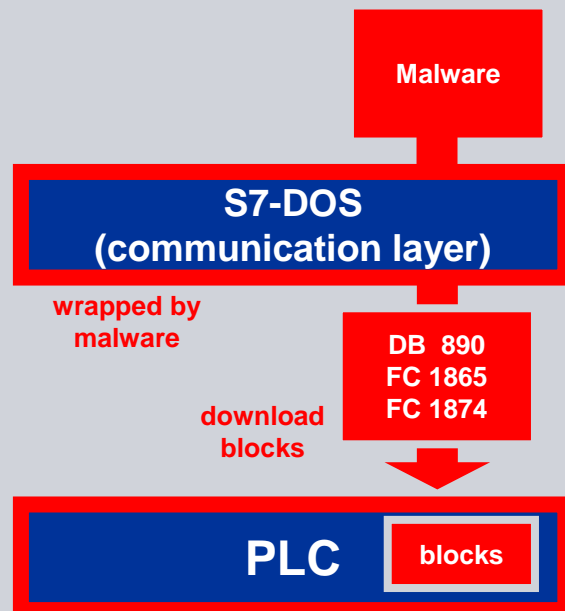 Malware
S7-DOS
(communication layer)
wrapped by
malware
DB 890
FC 1865
FC 1874
download
blocks
PLC
blocks